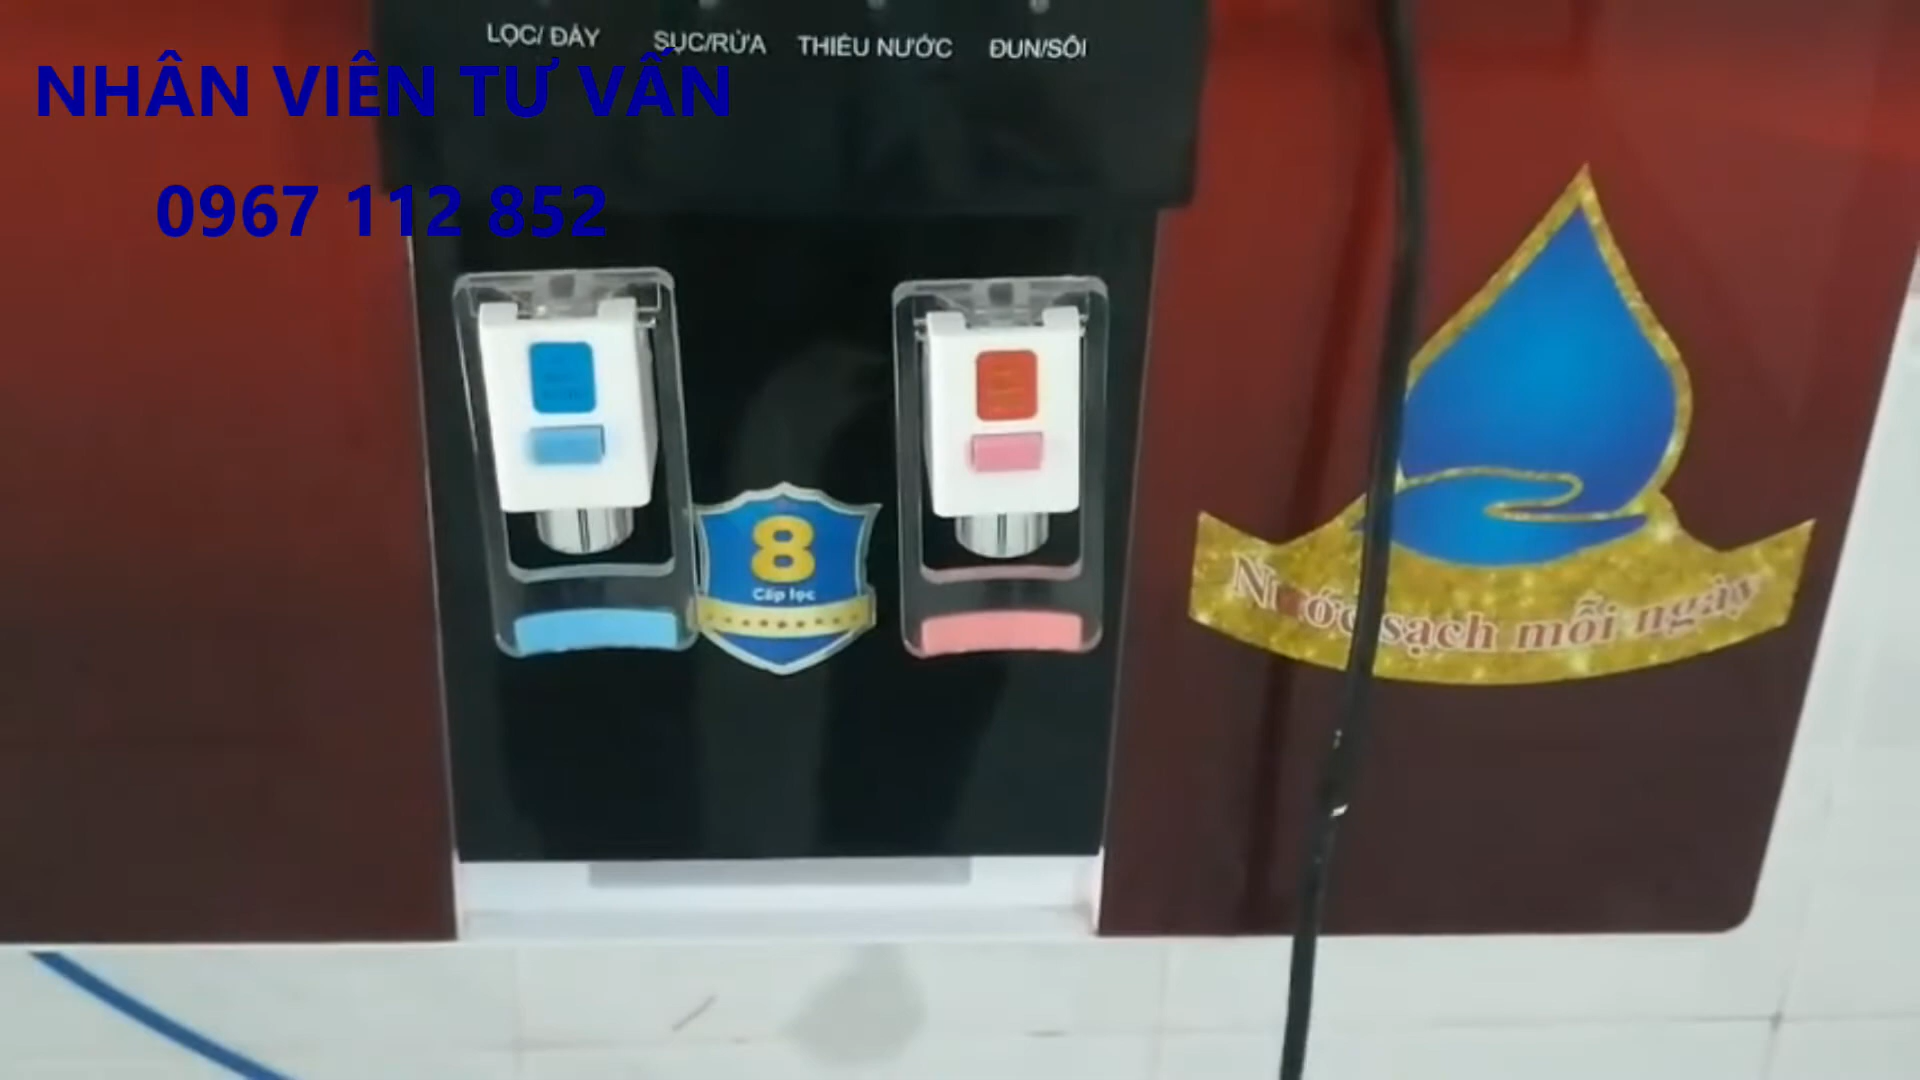 LỌC/ ĐẦY SỤC/RỬA THIẾU NƯỚC ĐUN/SÔI
NHÂN VIÊN TƯ VẤN
0967 112 852
8
Cấp lọc
Nước sạch mỗi ngày